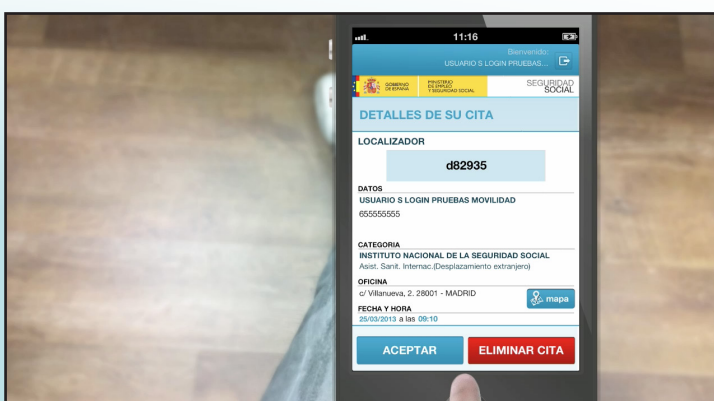 11:16
Bienvenido:
USUARIO S LOGIN PRUEBAS...
GOBIERNO DE ESPAÑA
MINISTERIO DE EMPLEO Y SEGURIDAD SOCIAL
SEGURIDAD SOCIAL
DETALLES DE SU CITA
LOCALIZADOR
d82935
DATOS
USUARIO S LOGIN PRUEBAS MOVILIDAD
655555555
CATEGORIA
INSTITUTO NACIONAL DE LA SEGURIDAD SOCIAL
Asist. Sanit. Internac.(Desplazamiento extranjero)
OFICINA
c/ Villanueva, 2. 28001 - MADRID
mapa
FECHA Y HORA
25/03/2013 a las 09:10
ACEPTAR
ELIMINAR CITA